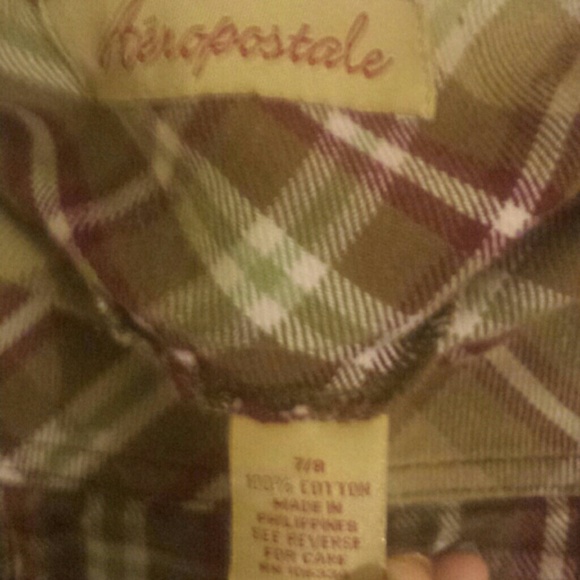 Aéropostale
7/8
100% COTTON
MADE IN
PHILIPPINES
SEE REVERSE
FOR CARE